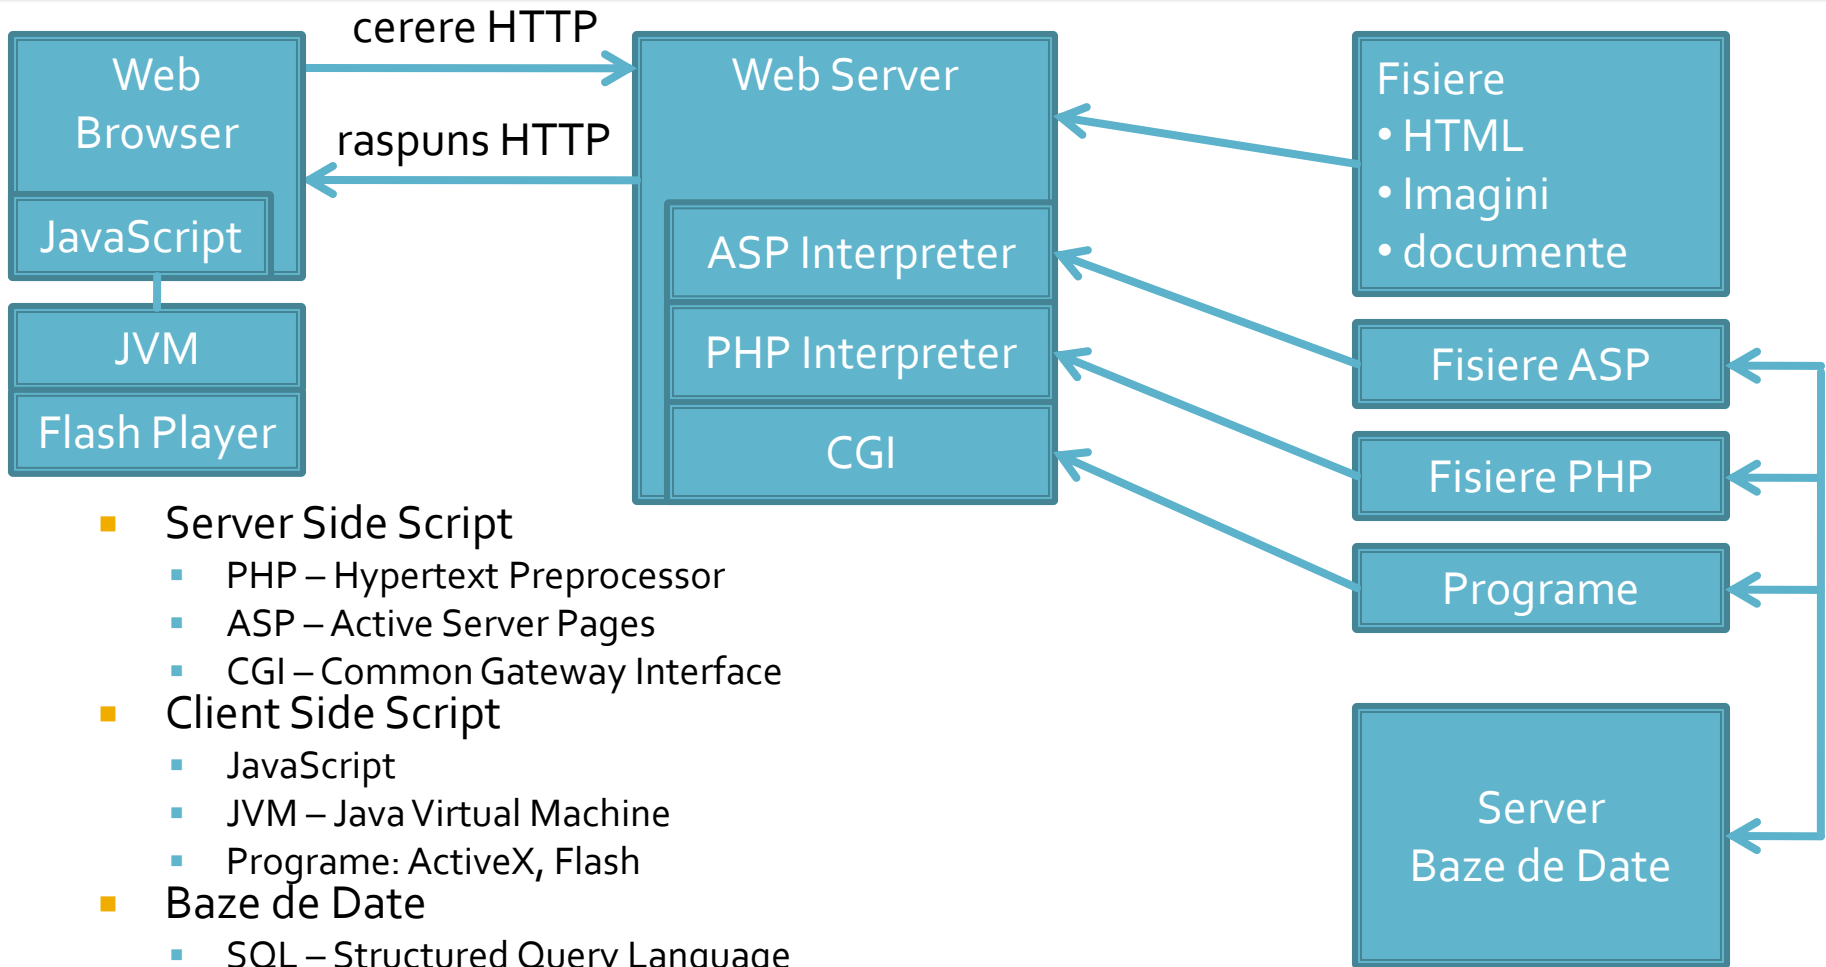 cerere HTTP
Web
Browser
raspuns HTTP
JavaScript
JVM
Flash Player
Web Server
ASP Interpreter
PHP Interpreter
CGI
Fisiere
• HTML
• Imagini
• documente
Fisiere ASP
Fisiere PHP
Programe
Server
Baze de Date
Server Side Script
PHP – Hypertext Preprocessor
ASP – Active Server Pages
CGI – Common Gateway Interface
Client Side Script
JavaScript
JVM – Java Virtual Machine
Programe: ActiveX, Flash
Baze de Date
SQL – Structured Query Language